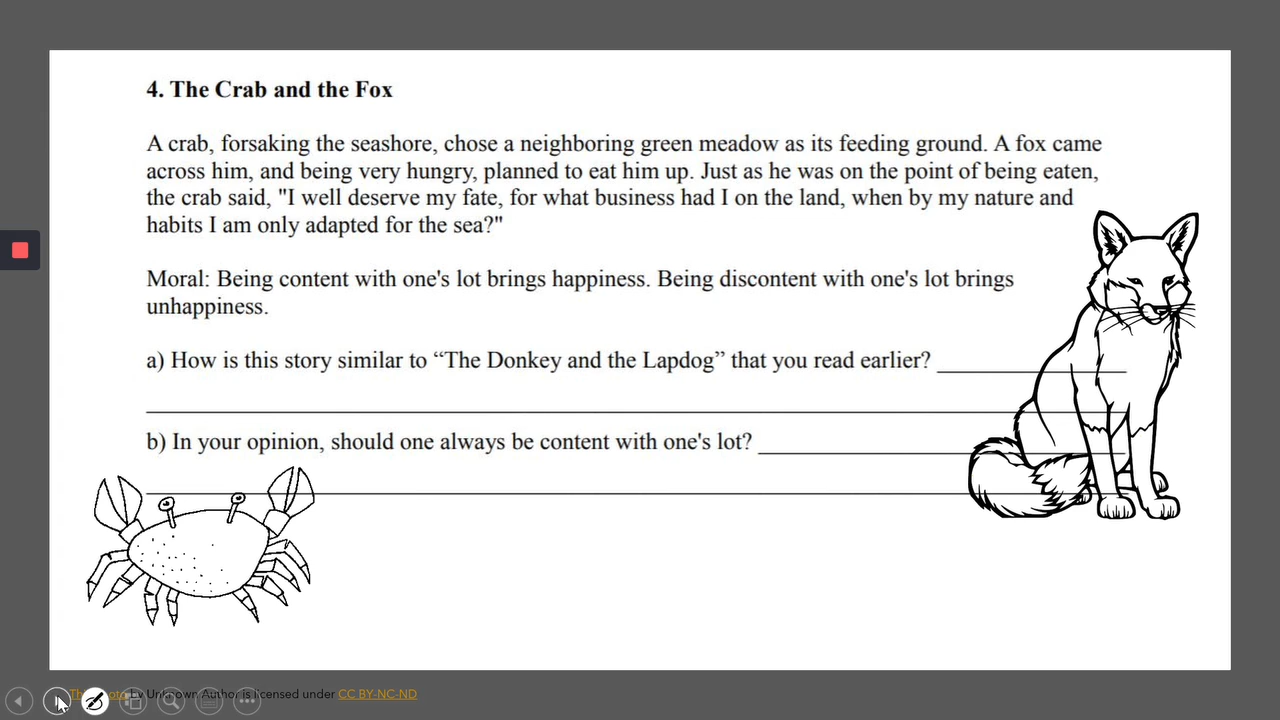 4. The Crab and the Fox
A crab, forsaking the seashore, chose a neighboring green meadow as its feeding ground. A fox came
across him, and being very hungry, planned to eat him up. Just as he was on the point of being eaten,
the crab said, "I well deserve my fate, for what business had I on the land, when by my nature and
habits I am only adapted for the sea?"
Moral: Being content with one's lot brings happiness. Being discontent with one's lot brings
unhappiness.
a) How is this story similar to “The Donkey and the Lapdog” that you read earlier?
b) In your opinion, should one always be content with one's lot?
by Unknown Author is licensed under CC BY-NC-ND